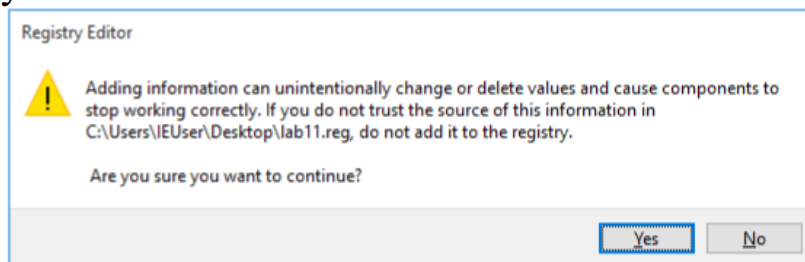 y
Registry Editor
Adding information can unintentionally change or delete values and cause components to
stop working correctly. If you do not trust the source of this information in
C:\Users\IEUser\Desktop\lab11.reg, do not add it to the registry.
Are you sure you want to continue?
Yes No